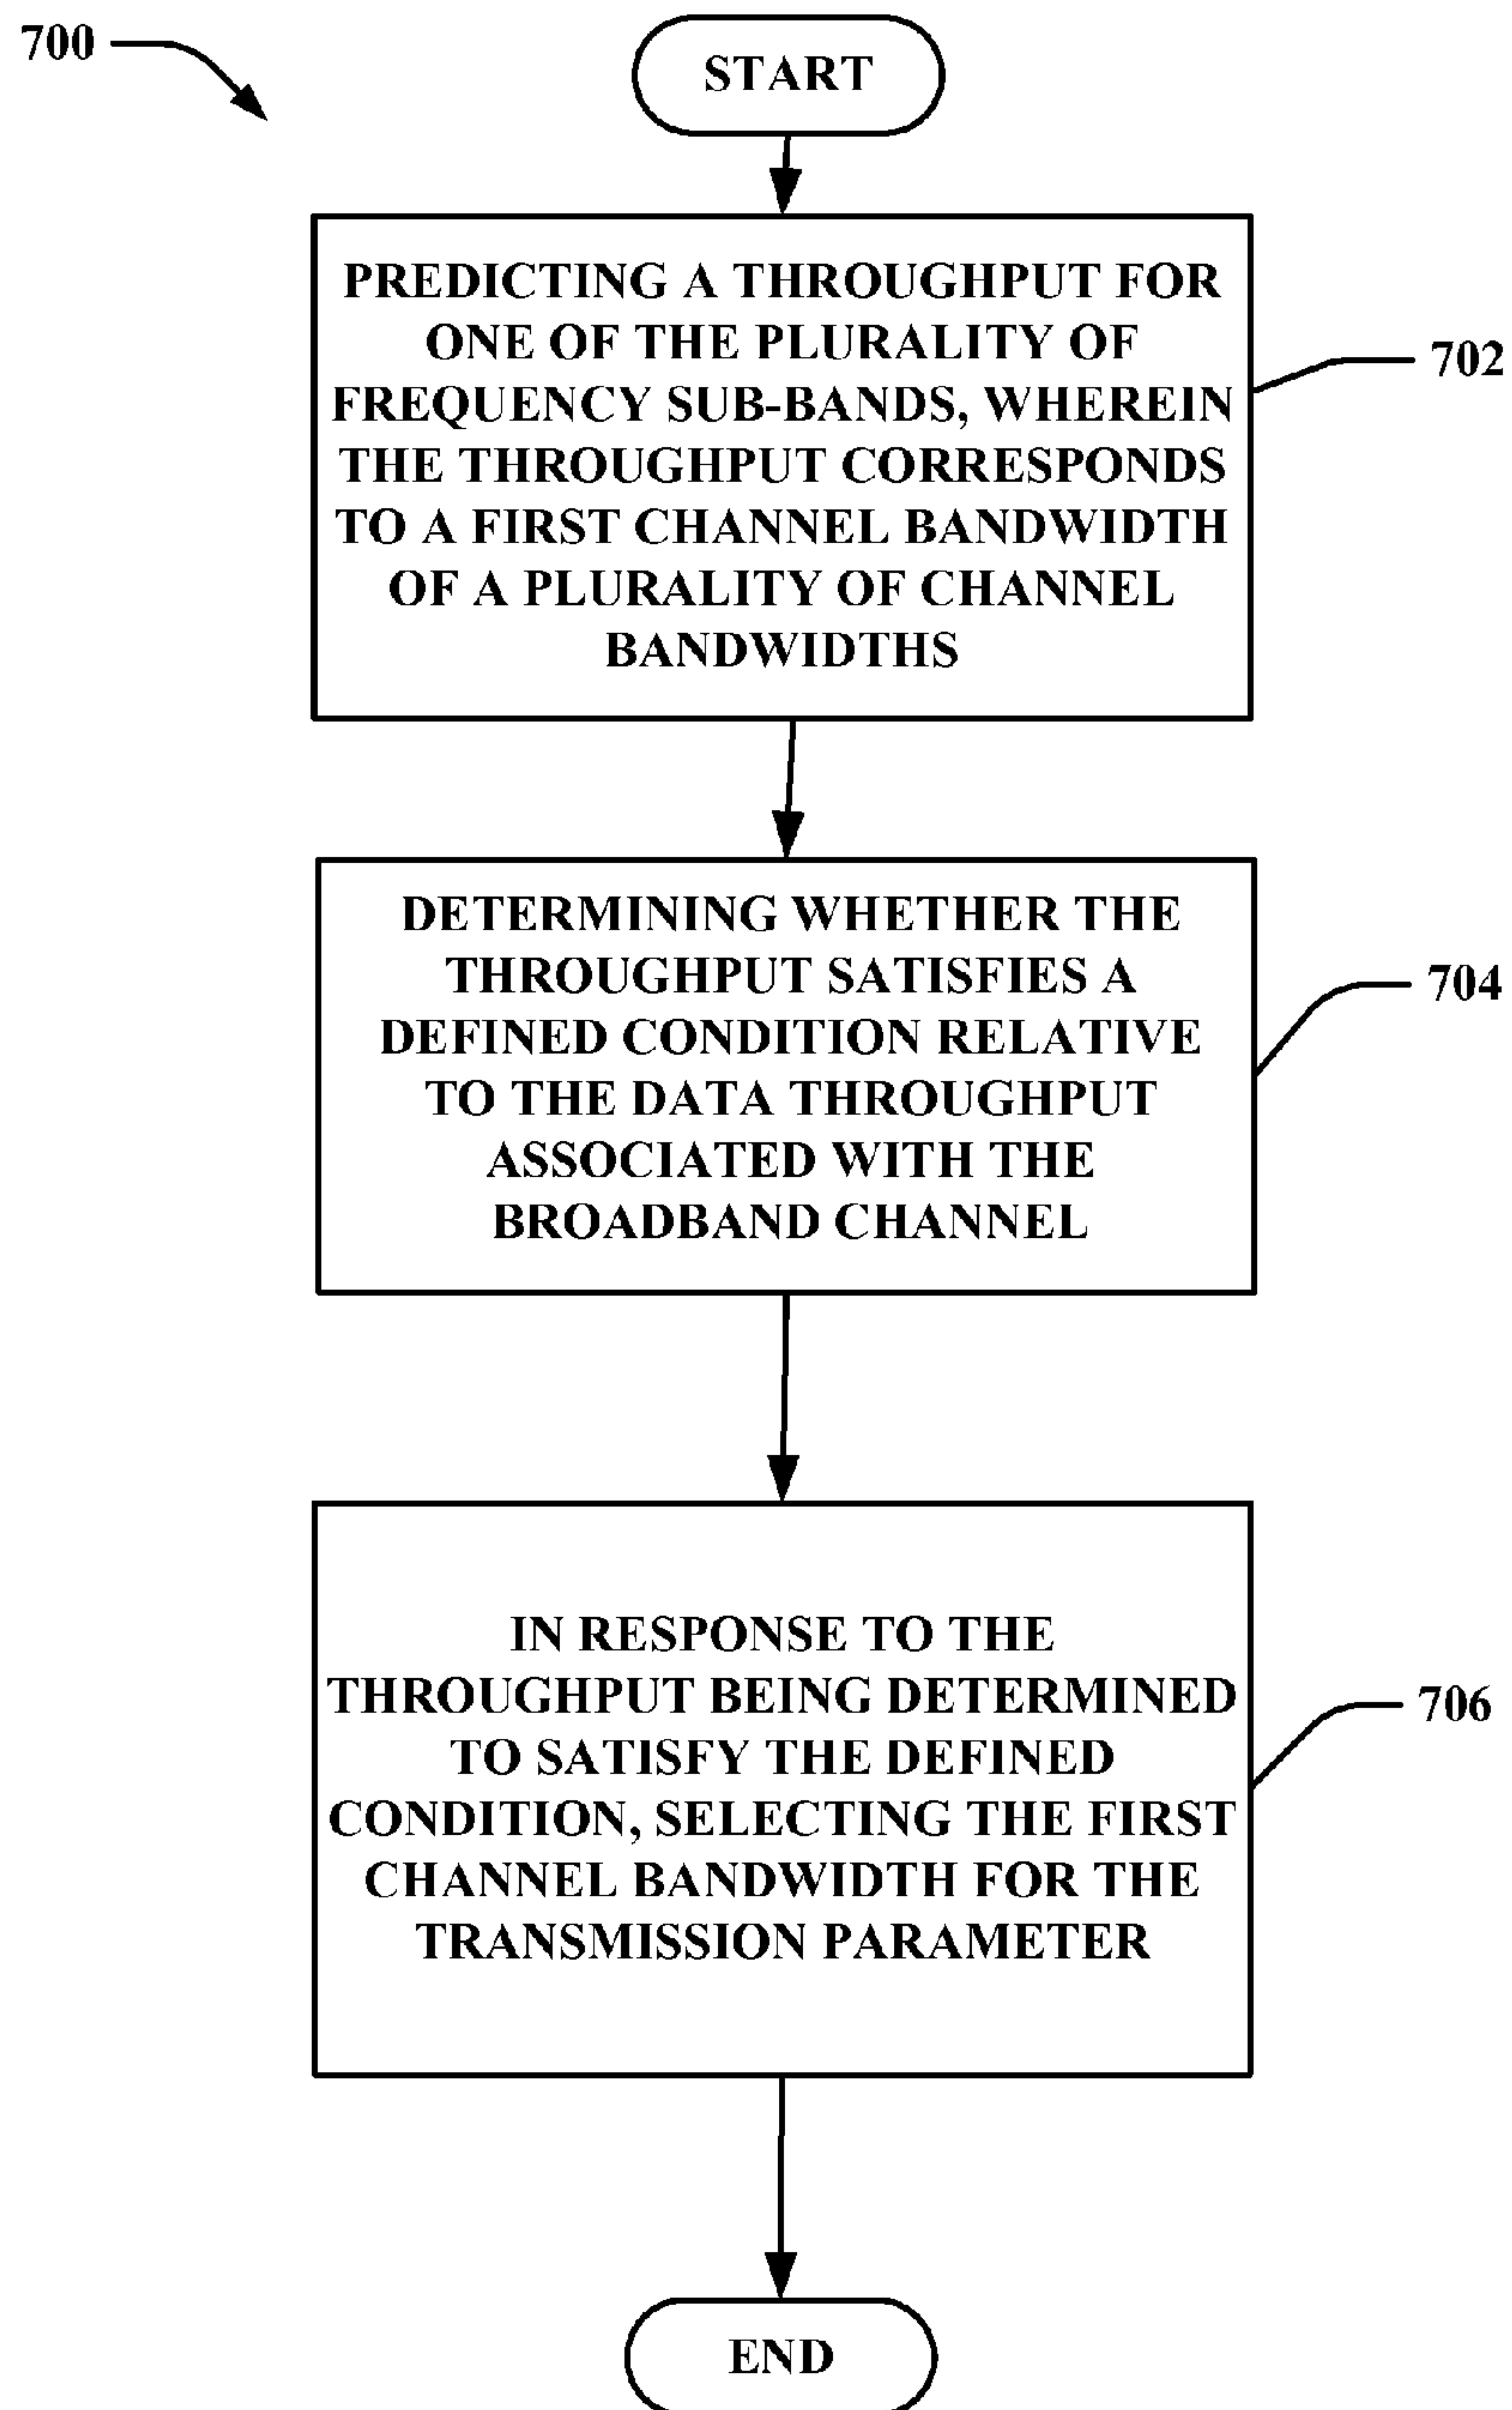 700
START
PREDICTING A THROUGHPUT FOR
ONE OF THE PLURALITY OF
FREQUENCY SUB-BANDS, WHEREIN
THE THROUGHPUT CORRESPONDS
TO A FIRST CHANNEL BANDWIDTH
OF A PLURALITY OF CHANNEL
BANDWIDTHS
702
DETERMINING WHETHER THE
THROUGHPUT SATISFIES A
DEFINED CONDITION RELATIVE
TO THE DATA THROUGHPUT
ASSOCIATED WITH THE
BROADBAND CHANNEL
704
IN RESPONSE TO THE
THROUGHPUT BEING DETERMINED
TO SATISFY THE DEFINED
CONDITION, SELECTING THE FIRST
CHANNEL BANDWIDTH FOR THE
TRANSMISSION PARAMETER
706
END